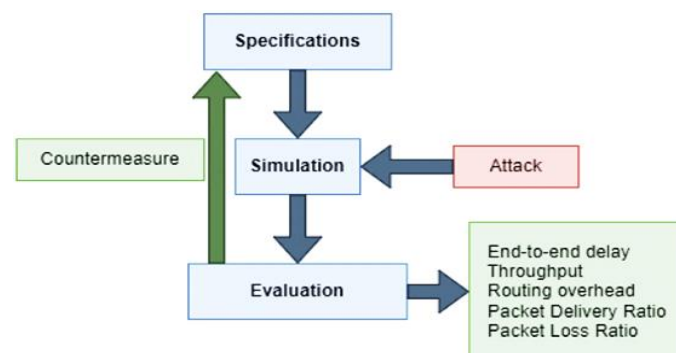 Specifications
Countermeasure
Simulation
Attack
Evaluation
End-to-end delay
Throughput
Routing overhead
Packet Delivery Ratio
Packet Loss Ratio